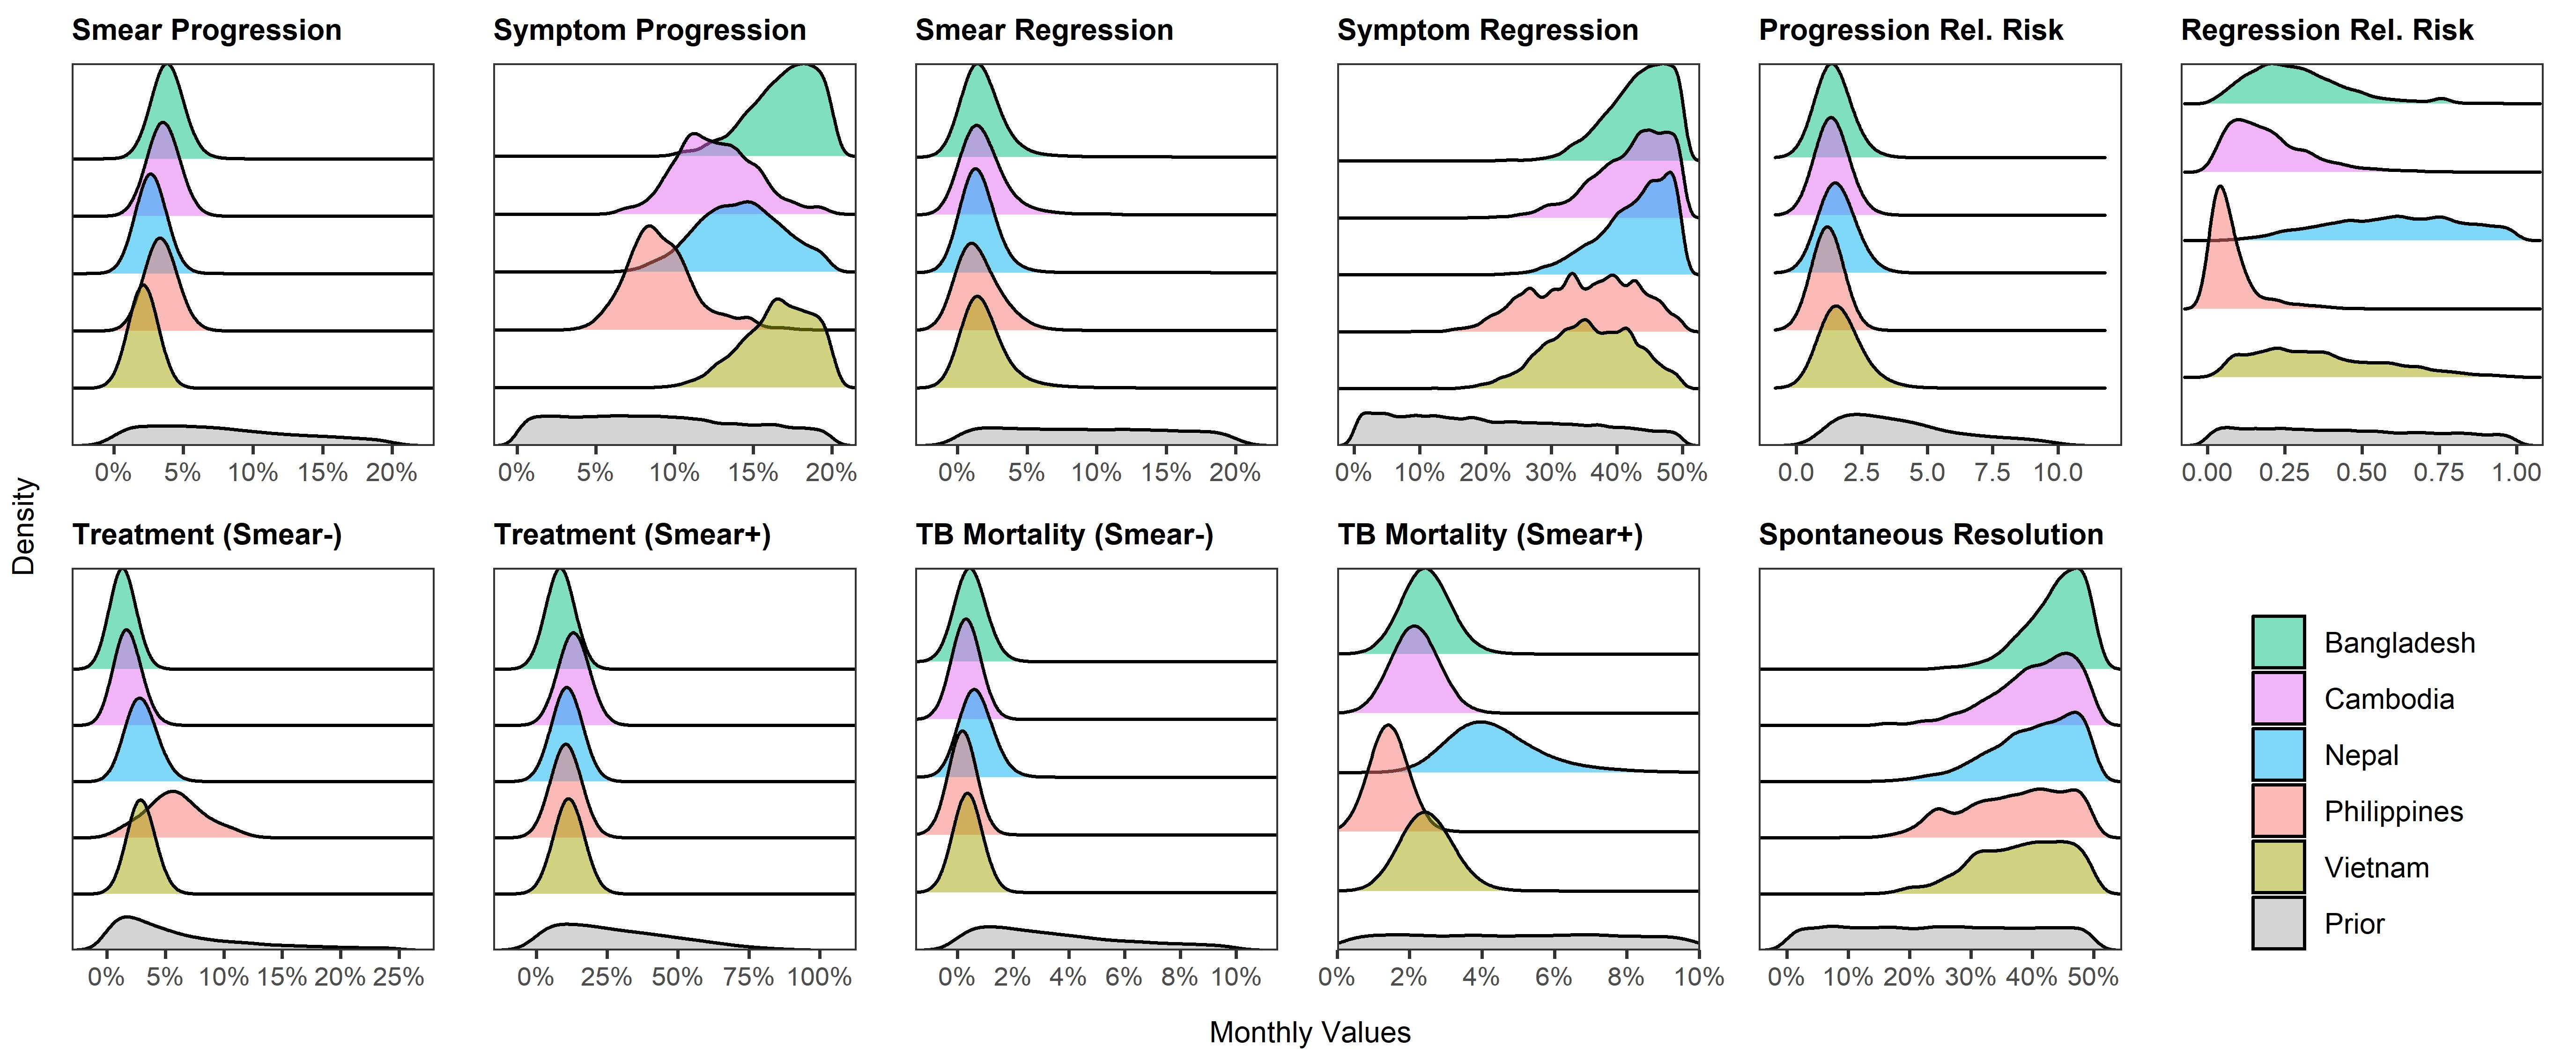 Smear Progression Symptom Progression Smear Regression Symptom Regression Progression Rel. Risk Regression Rel. Risk
0% 5% 10% 15% 20% 0% 5% 10% 15% 20% 0% 5% 10% 15% 20% 0% 10% 20% 30% 40% 50% 0.0 2.5 5.0 7.5 10.0 0.00 0.25 0.50 0.75 1.00
Density
Treatment (Smear-) Treatment (Smear+) TB Mortality (Smear-) TB Mortality (Smear+) Spontaneous Resolution
Bangladesh
Cambodia
Nepal
Philippines
Vietnam
Prior
0% 5% 10% 15% 20% 25% 0% 25% 50% 75% 100% 0% 2% 4% 6% 8% 10% 0% 2% 4% 6% 8% 10% 0% 10% 20% 30% 40% 50%
Monthly Values